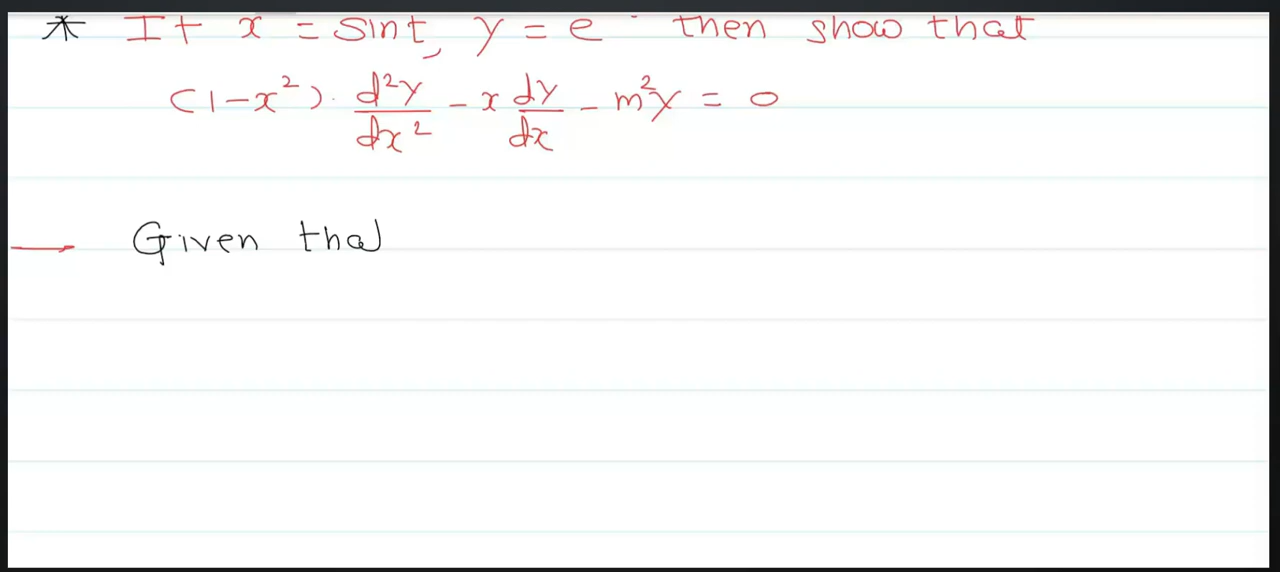 * If x = sint, y = e then show that
(1-x²). d²y/dx² - x dy/dx - m²y = 0
Given tha